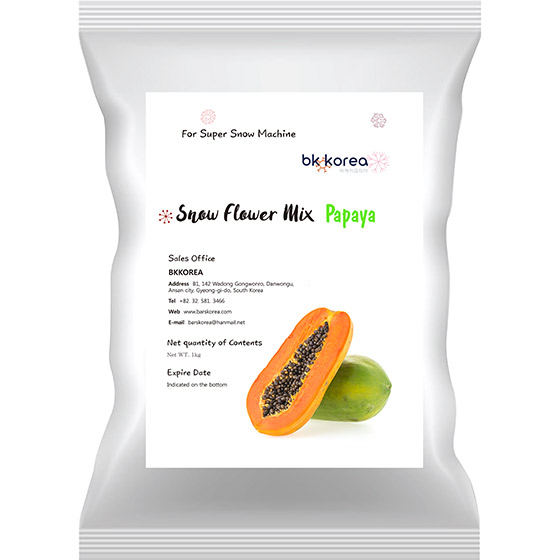 For Super Snow Machine
bk korea
Snow Flower Mix Papaya
Sales Office
BKKOREA
Address B1, 142 Wadong Gongwonro, Danwongu,
Ansan city, Gyeong-gi-do, South Korea
Tel +82. 32. 581. 3466
Web www.barskorea.com
E-mail barskorea@hanmail.net
Net quantity of Contents
Net WT. 1kg
Expire Date
Indicated on the bottom